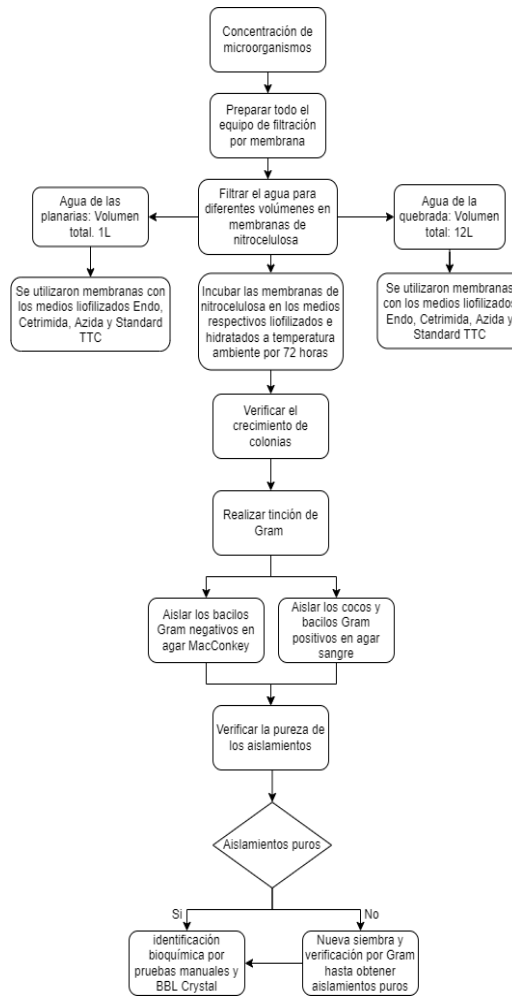 Concentración de
microorganismos
Preparar todo el
equipo de filtración
por membrana
Agua de las
planarias: Volumen
total. 1L
Filtrar el agua para
diferentes volúmenes en
membranas de
nitrocelulosa
Agua de la
quebrada: Volumen
total: 12L
Se utilizaron membranas
con los medios liofilizados
Endo,
Cetrimida, Azida y Standard
TTC
Incubar las membranas de
nitrocelulosa en los medios
respectivos liofilizados e
hidratados a temperatura
ambiente por 72 horas
Se utilizaron membranas
con los medios liofilizados
Endo, Cetrimida, Azida y
Standard TTC
Verificar el
crecimiento de
colonias
Realizar tinción de
Gram
Aislar los bacilos
Gram negativos en
agar MacConkey
Aislar los cocos y
bacilos Gram
positivos en agar
sangre
Verificar la pureza de
los aislamientos
Aislamientos puros
Si
No
identificación
bioquímica por
pruebas manuales y
BBL Crystal
Nueva siembra y
verificación por Gram
hasta obtener
aislamientos puros